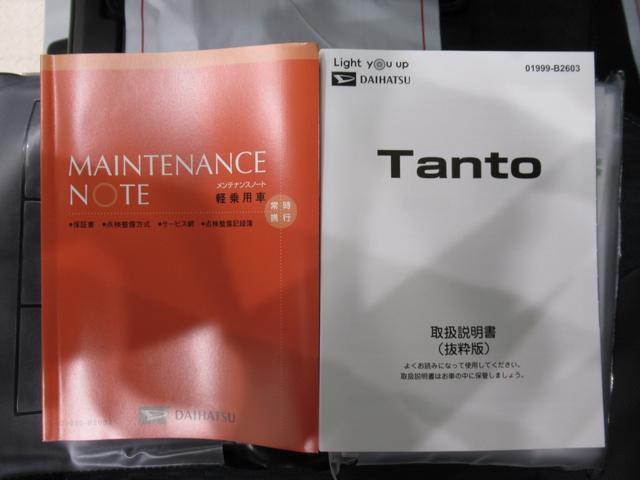 MAINTENANCE
NOTE
メンテナンスノート
軽乗用車
常時
携行
●保証書 ●点検整備方式 ●サービス網 ●点検整備記録簿
DAIHATSU
Light you up
DAIHATSU
01999-B2603
Tanto
取扱説明書
（抜粋版）
よくお読みになって使用してください。
取扱説明書はお車の中に保管しましょう。